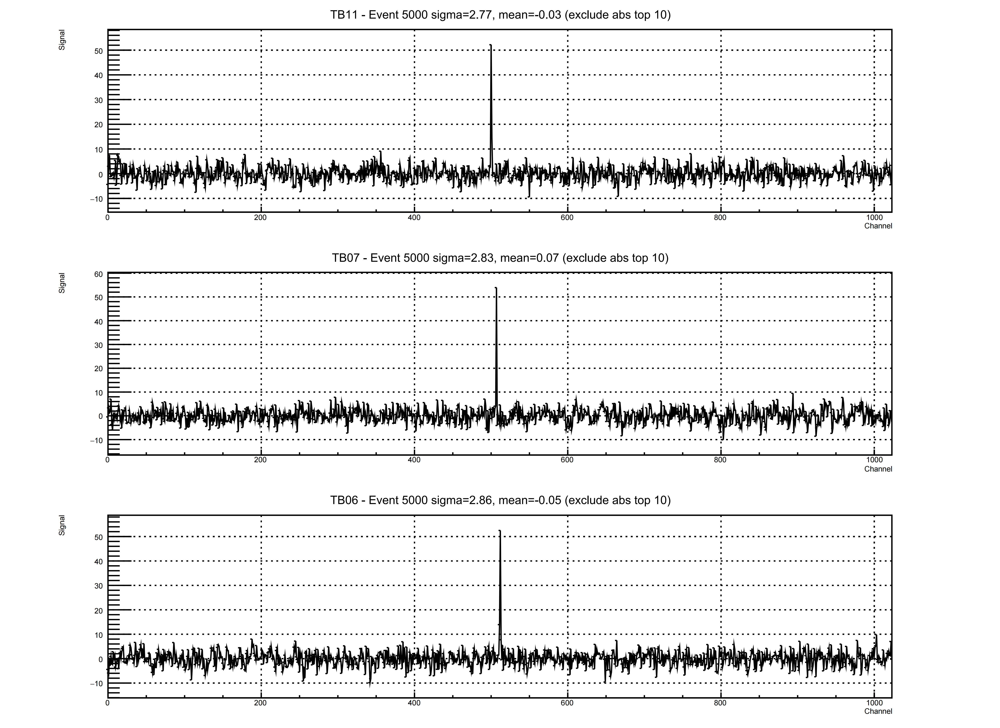 TB11 - Event 5000 sigma=2.77, mean=-0.03 (exclude abs top 10)
Signal
50
40
30
20
10
0
−10
0 200 400 600 800 1000
Channel
TB07 - Event 5000 sigma=2.83, mean=0.07 (exclude abs top 10)
Signal
60
50
40
30
20
10
0
−10
0 200 400 600 800 1000
Channel
TB06 - Event 5000 sigma=2.86, mean=-0.05 (exclude abs top 10)
Signal
50
40
30
20
10
0
−10
0 200 400 600 800 1000
Channel